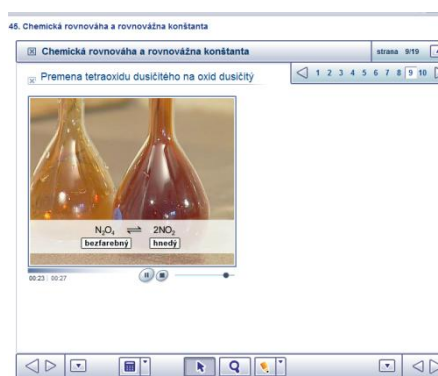 45. Chemická rovnováha a rovnovážna konštanta
Chemická rovnováha a rovnovážna konštanta
strana 9/19
Premena tetraoxidu dusičitého na oxid dusičitý
1 2 3 4 5 6 7 8 9 10
N₂O₄ ⇌ 2NO₂
bezfarebný hnedý
00:23 | 00:27